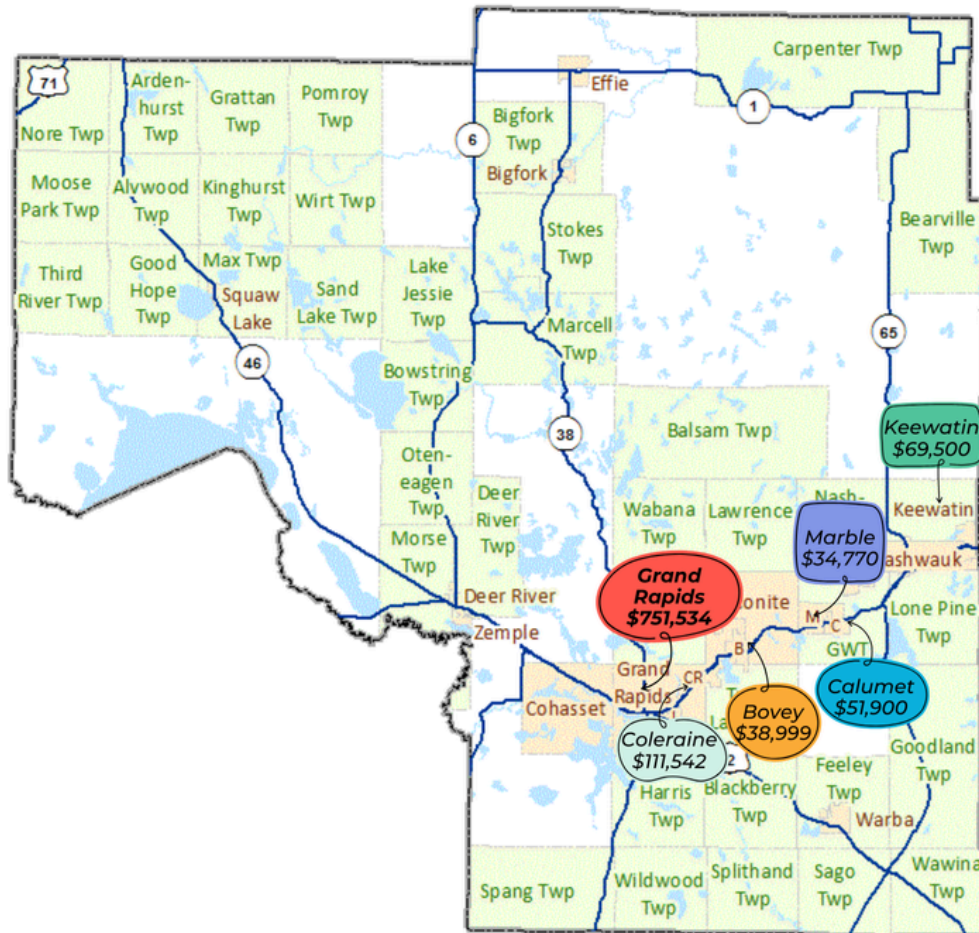 71
Nore Twp
Arden-
hurst
Twp
Grattan
Twp
Pomroy
Twp
6
Effie
Carpenter Twp
1
Bigfork
Twp
Bigfork
Moose
Park Twp
Alvwood
Twp
Kinghurst
Twp
Wirt Twp
Stokes
Twp
Bearville
Twp
Third
River Twp
Good
Hope
Twp
Max Twp
Squaw
Lake
Sand
Lake Twp
Lake
Jessie
Twp
Marcell
Twp
65
46
Bowstring
Twp
38
Balsam Twp
Keewatin
$69,500
Oten-
eagen
Twp
Deer
River
Twp
Wabana
Twp
Lawrence
Twp
Nash-
Keewatin
Marble
$34,770
ashwauk
Morse
Twp
Deer River
Zemple
Grand
Rapids
$751,534
onite
M
C
Lone Pine
Twp
B
GWT
Grand
Rapids
CR
Cohasset
Calumet
$51,900
Bovey
$38,999
Coleraine
$111,542
La
2
Goodland
Twp
Harris
Twp
Blackberry
Twp
Feeley
Twp
Warba
Spang Twp
Wildwood
Twp
Splithand
Twp
Sago
Twp
Wawina
Twp